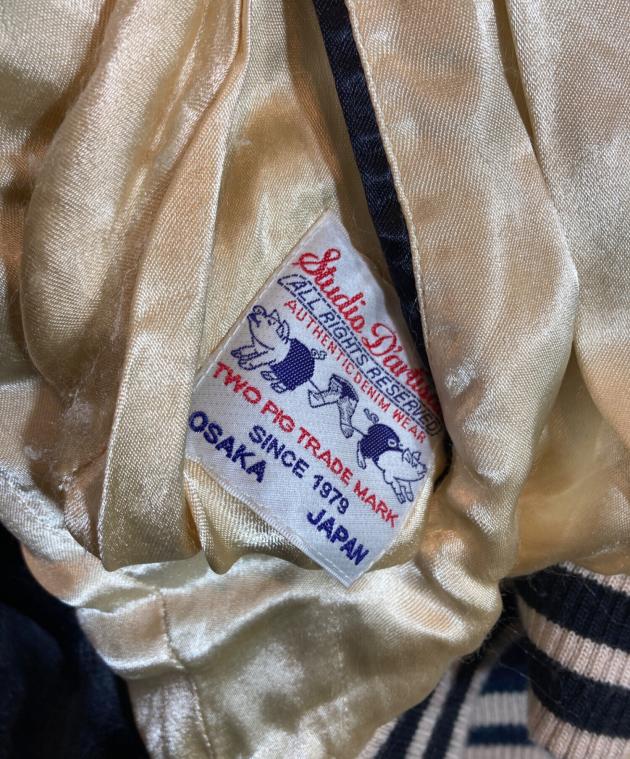 Studio D'artisan
(ALL RIGHTS RESERVED)
AUTHENTIC DENIM WEAR
TWO PIG TRADE MARK
SINCE 1979
OSAKA JAPAN